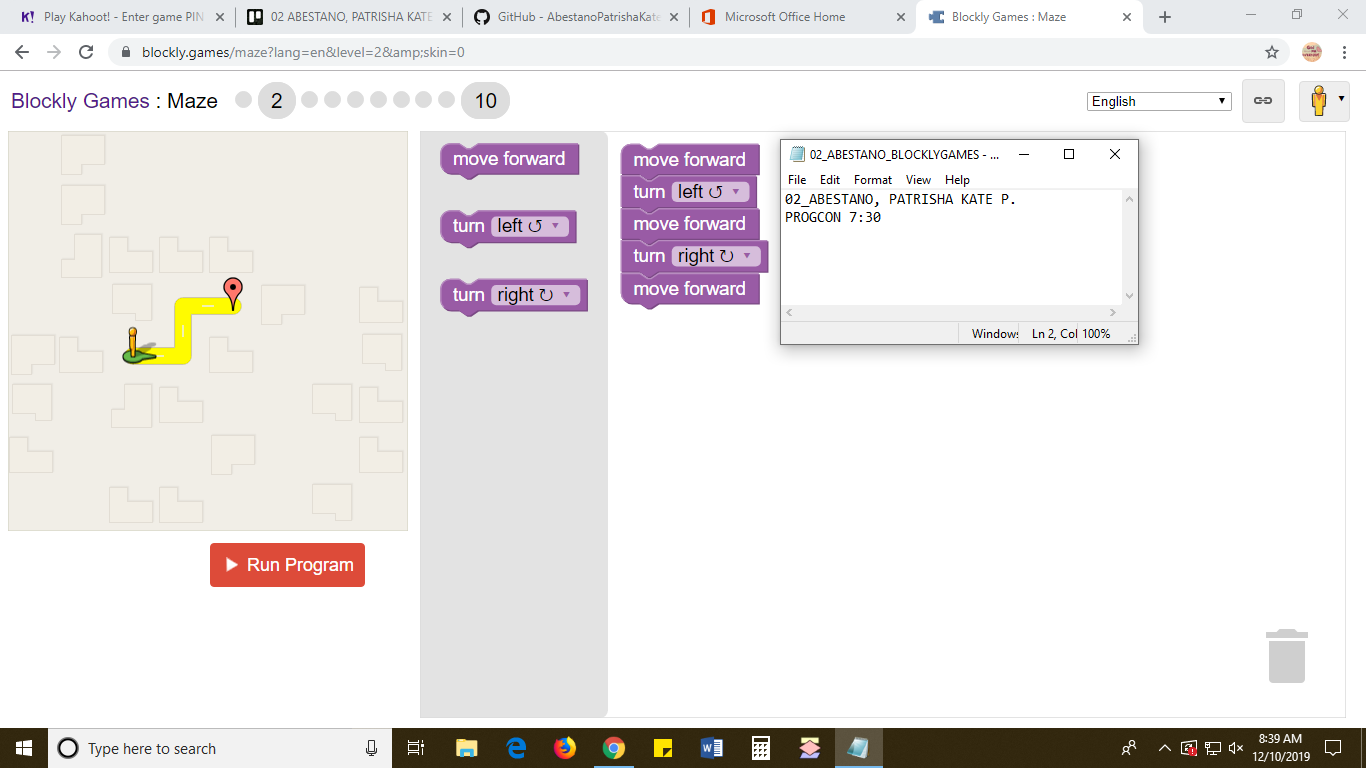 Play Kahoot! - Enter game PIN
02 ABESTANO, PATRISHA KATE
GitHub - AbestanoPatrishaKate
Microsoft Office Home
Blockly Games : Maze
blockly.games/maze?lang=en&level=2&amp;skin=0
Blockly Games : Maze
2
10
English
move forward
turn left ↺
turn right ↻
move forward
turn left ↺
move forward
turn right ↻
move forward
02_ABESTANO_BLOCKLYGAMES - ...
File Edit Format View Help
02_ABESTANO, PATRISHA KATE P.
PROGCON 7:30
Windows Ln 2, Col 100%
Run Program
Type here to search
8:39 AM
12/10/2019